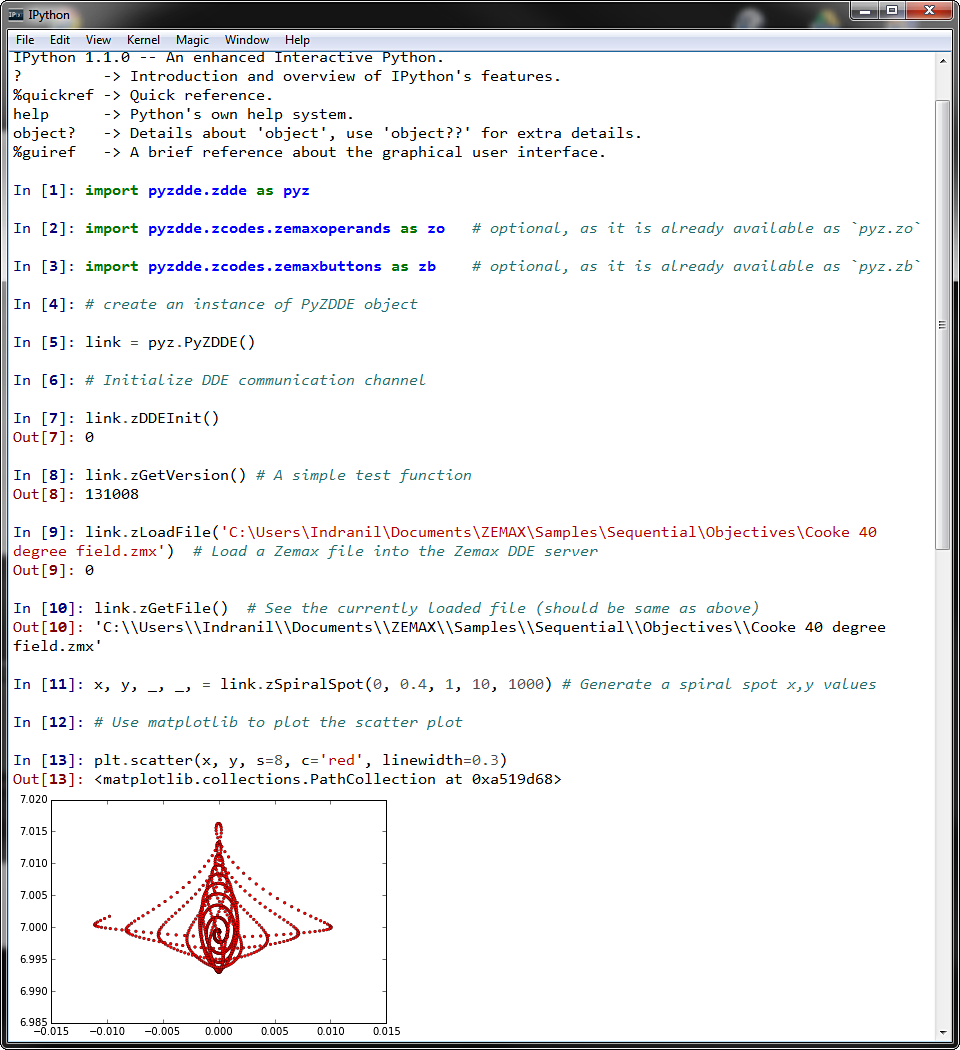 IPython
File Edit View Kernel Magic Window Help
IPython 1.1.0 -- An enhanced Interactive Python.
?         -> Introduction and overview of IPython's features.
%quickref -> Quick reference.
help      -> Python's own help system.
object?   -> Details about 'object', use 'object??' for extra details.
%guiref   -> A brief reference about the graphical user interface.
In [1]: import pyzdde.zdde as pyz
In [2]: import pyzdde.zcodes.zemaxoperands as zo   # optional, as it is already available as `pyz.zo`
In [3]: import pyzdde.zcodes.zemaxbuttons as zb    # optional, as it is already available as `pyz.zb`
In [4]: # create an instance of PyZDDE object
In [5]: link = pyz.PyZDDE()
In [6]: # Initialize DDE communication channel
In [7]: link.zDDEInit()
Out[7]: 0
In [8]: link.zGetVersion() # A simple test function
Out[8]: 131008
In [9]: link.zLoadFile('C:\Users\Indranil\Documents\ZEMAX\Samples\Sequential\Objectives\Cooke 40
degree field.zmx')  # Load a Zemax file into the Zemax DDE server
Out[9]: 0
In [10]: link.zGetFile()  # See the currently loaded file (should be same as above)
Out[10]: 'C:\\Users\\Indranil\\Documents\\ZEMAX\\Samples\\Sequential\\Objectives\\Cooke 40 degree
field.zmx'
In [11]: x, y, _, _, = link.zSpiralSpot(0, 0.4, 1, 10, 1000) # Generate a spiral spot x,y values
In [12]: # Use matplotlib to plot the scatter plot
In [13]: plt.scatter(x, y, s=8, c='red', linewidth=0.3)
Out[13]: <matplotlib.collections.PathCollection at 0xa519d68>
7.020
7.015
7.010
7.005
7.000
6.995
6.990
6.985
−0.015 −0.010 −0.005 0.000 0.005 0.010 0.015